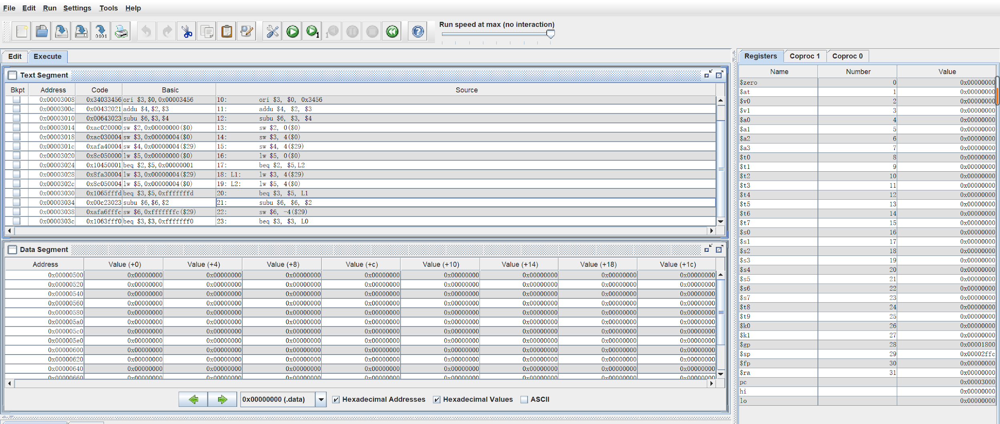 File Edit Run Settings Tools Help
Run speed at max (no interaction)
0101
1
1
Edit Execute
Text Segment
Bkpt Address Code Basic Source
0x00003008 0x34033456 ori $3,$0,0x00003456 10: ori $3, $0, 0x3456
0x0000300c 0x00432021 addu $4,$2,$3 11: addu $4, $2, $3
0x00003010 0x00643023 subu $6,$3,$4 12: subu $6, $3, $4
0x00003014 0xac020000 sw $2,0x00000000($0) 13: sw $2, 0($0)
0x00003018 0xac030004 sw $3,0x00000004($0) 14: sw $3, 4($0)
0x0000301c 0xafa40004 sw $4,0x00000004($29) 15: sw $4, 4($29)
0x00003020 0x8c050000 lw $5,0x00000000($0) 16: lw $5, 0($0)
0x00003024 0x10450001 beq $2,$5,0x00000001 17: beq $2, $5,L2
0x00003028 0x8fa30004 lw $3,0x00000004($29) 18: L1: lw $3, 4($29)
0x0000302c 0x8c050004 lw $5,0x00000004($0) 19: L2: lw $5, 4($0)
0x00003030 0x1065fffd beq $3,$5,0xfffffffd 20: beq $3, $5, L1
0x00003034 0x00c23023 subu $6,$6,$2 21: subu $6, $6, $2
0x00003038 0xafa6fffc sw $6,0xfffffffc($29) 22: sw $6, -4($29)
0x0000303c 0x1063fff0 beq $3,$3,0xfffffff0 23: beq $3, $3, L0
Data Segment
Address Value (+0) Value (+4) Value (+8) Value (+c) Value (+10) Value (+14) Value (+18) Value (+1c)
0x00000500 0x00000000 0x00000000 0x00000000 0x00000000 0x00000000 0x00000000 0x00000000 0x00000000
0x00000520 0x00000000 0x00000000 0x00000000 0x00000000 0x00000000 0x00000000 0x00000000 0x00000000
0x00000540 0x00000000 0x00000000 0x00000000 0x00000000 0x00000000 0x00000000 0x00000000 0x00000000
0x00000560 0x00000000 0x00000000 0x00000000 0x00000000 0x00000000 0x00000000 0x00000000 0x00000000
0x00000580 0x00000000 0x00000000 0x00000000 0x00000000 0x00000000 0x00000000 0x00000000 0x00000000
0x000005a0 0x00000000 0x00000000 0x00000000 0x00000000 0x00000000 0x00000000 0x00000000 0x00000000
0x000005c0 0x00000000 0x00000000 0x00000000 0x00000000 0x00000000 0x00000000 0x00000000 0x00000000
0x000005e0 0x00000000 0x00000000 0x00000000 0x00000000 0x00000000 0x00000000 0x00000000 0x00000000
0x00000600 0x00000000 0x00000000 0x00000000 0x00000000 0x00000000 0x00000000 0x00000000 0x00000000
0x00000620 0x00000000 0x00000000 0x00000000 0x00000000 0x00000000 0x00000000 0x00000000 0x00000000
0x00000640 0x00000000 0x00000000 0x00000000 0x00000000 0x00000000 0x00000000 0x00000000 0x00000000
0x00000660 0x00000000 0x00000000 0x00000000 0x00000000 0x00000000 0x00000000 0x00000000 0x00000000
0x00000000 (.data) Hexadecimal Addresses Hexadecimal Values ASCII
Registers Coproc 1 Coproc 0
Name Number Value
$zero 0 0x00000000
$at 1 0x00000000
$v0 2 0x00000000
$v1 3 0x00000000
$a0 4 0x00000000
$a1 5 0x00000000
$a2 6 0x00000000
$a3 7 0x00000000
$t0 8 0x00000000
$t1 9 0x00000000
$t2 10 0x00000000
$t3 11 0x00000000
$t4 12 0x00000000
$t5 13 0x00000000
$t6 14 0x00000000
$t7 15 0x00000000
$s0 16 0x00000000
$s1 17 0x00000000
$s2 18 0x00000000
$s3 19 0x00000000
$s4 20 0x00000000
$s5 21 0x00000000
$s6 22 0x00000000
$s7 23 0x00000000
$t8 24 0x00000000
$t9 25 0x00000000
$k0 26 0x00000000
$k1 27 0x00000000
$gp 28 0x00001800
$sp 29 0x00002ffc
$fp 30 0x00000000
$ra 31 0x00000000
pc 0x00003000
hi 0x00000000
lo 0x00000000